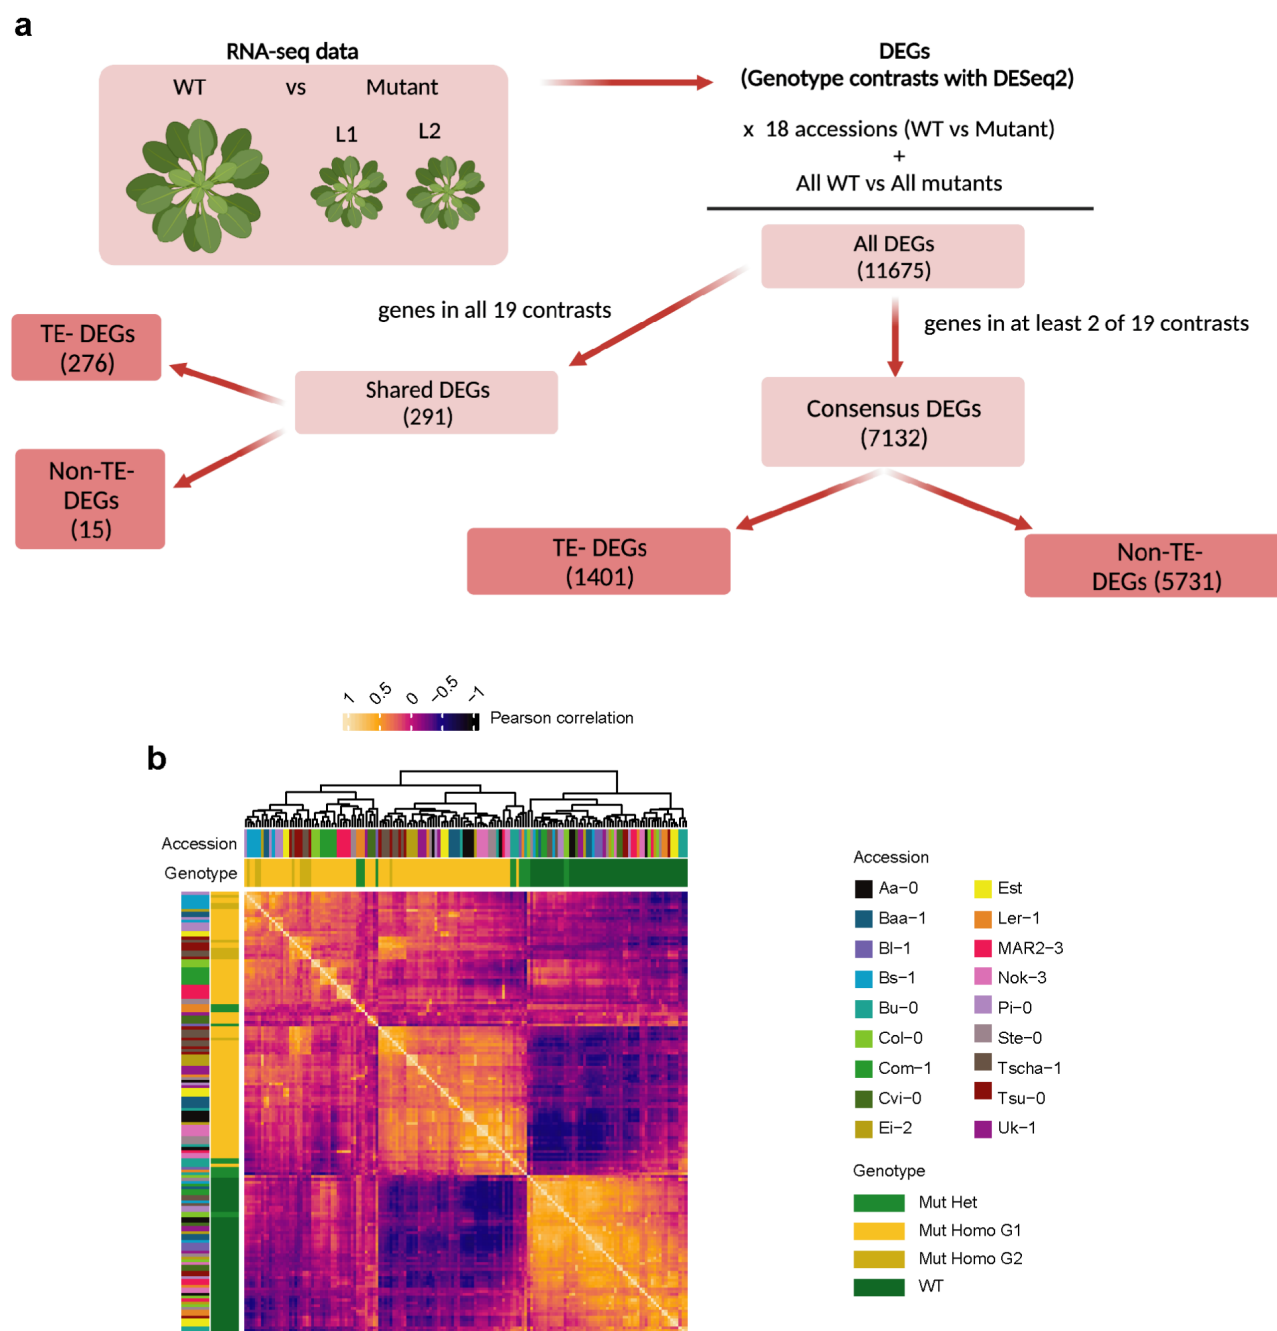 a
RNA-seq data
WT vs Mutant
L1 L2
DEGs
(Genotype contrasts with DESeq2)
x 18 accessions (WT vs Mutant)
+
All WT vs All mutants
All DEGs
(11675)
genes in all 19 contrasts
genes in at least 2 of 19 contrasts
TE- DEGs
(276)
Shared DEGs
(291)
Consensus DEGs
(7132)
Non-TE-
DEGs
(15)
TE- DEGs
(1401)
Non-TE-
DEGs (5731)
1 0.5 0 −0.5 −1
Pearson correlation
b
Accession
Genotype
Accession
Aa−0
Baa−1
Bl−1
Bs−1
Bu−0
Col−0
Com−1
Cvi−0
Ei−2
Est
Ler−1
MAR2−3
Nok−3
Pi−0
Ste−0
Tscha−1
Tsu−0
Uk−1
Genotype
Mut Het
Mut Homo G1
Mut Homo G2
WT